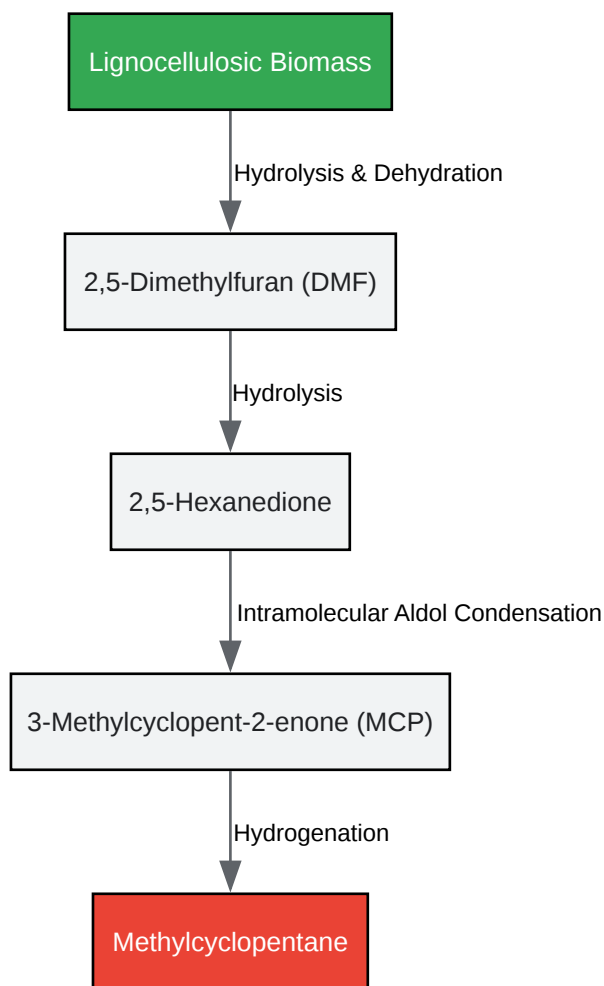 Lignocellulosic Biomass
Hydrolysis & Dehydration
2,5-Dimethylfuran (DMF)
Hydrolysis
2,5-Hexanedione
Intramolecular Aldol Condensation
3-Methylcyclopent-2-enone (MCP)
Hydrogenation
Methylcyclopentane